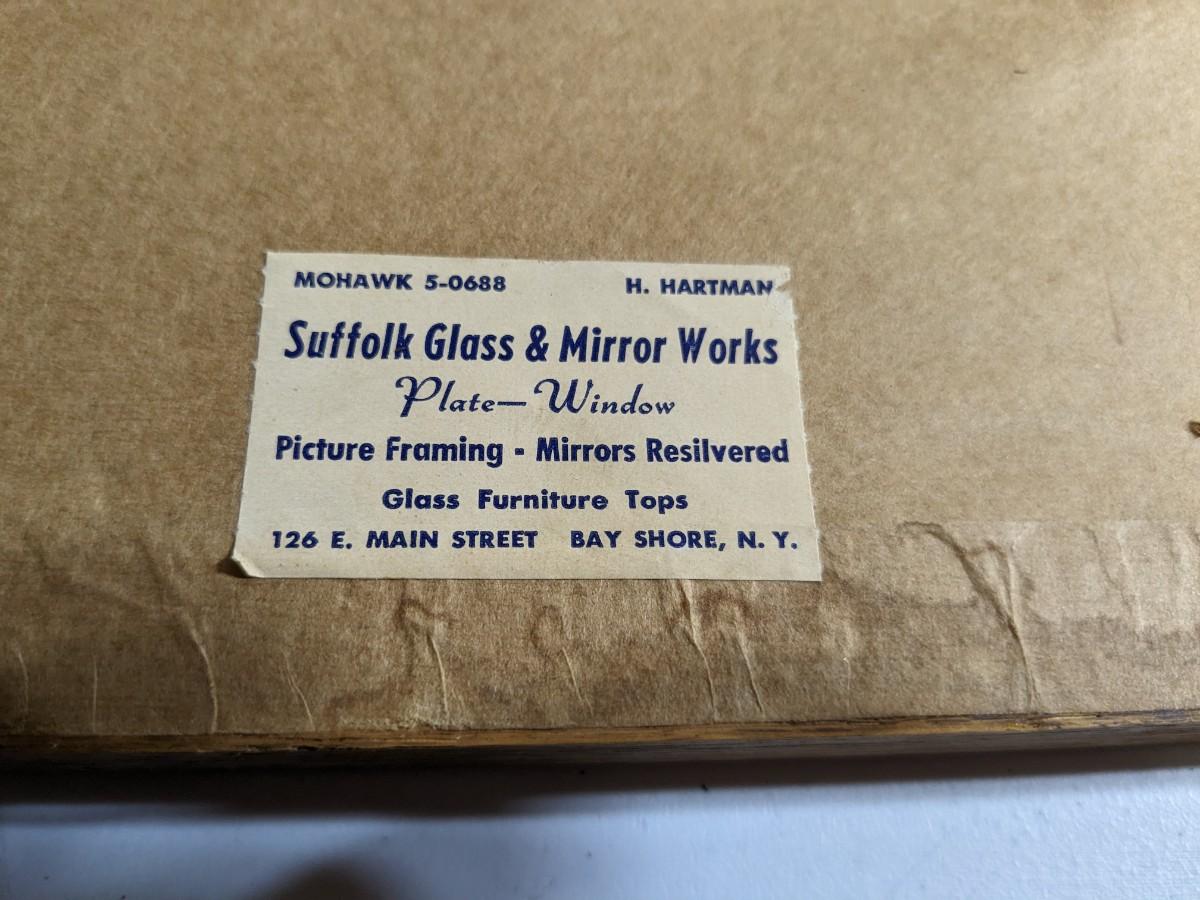 MOHAWK 5-0688 H. HARTMAN
Suffolk Glass & Mirror Works
Plate—Window
Picture Framing - Mirrors Resilvered
Glass Furniture Tops
126 E. MAIN STREET BAY SHORE, N. Y.